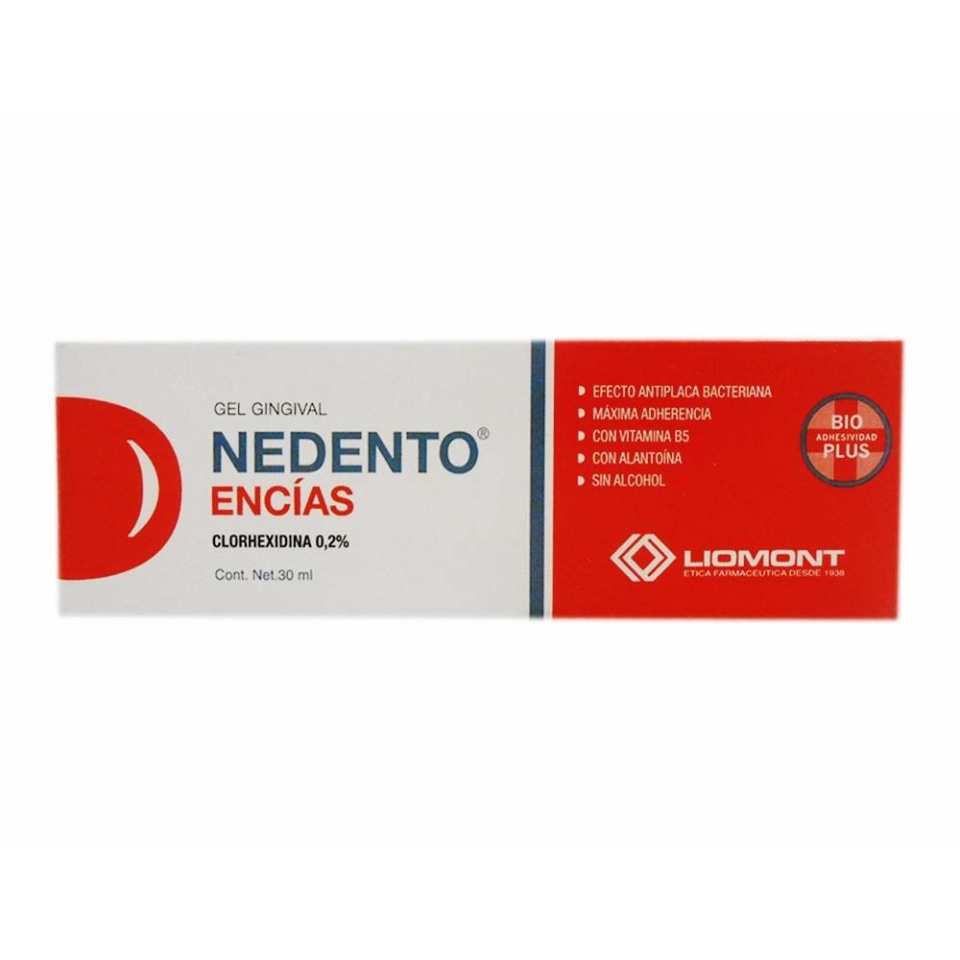 GEL GINGIVAL
NEDENTO®
ENCÍAS
CLORHEXIDINA 0,2%
Cont. Net.30 ml
EFECTO ANTIPLACA BACTERIANA
MÁXIMA ADHERENCIA
CON VITAMINA B5
CON ALANTOÍNA
SIN ALCOHOL
BIO
ADHESIVIDAD
PLUS
LIOMONT
ETICA FARMACEUTICA DESDE 1938